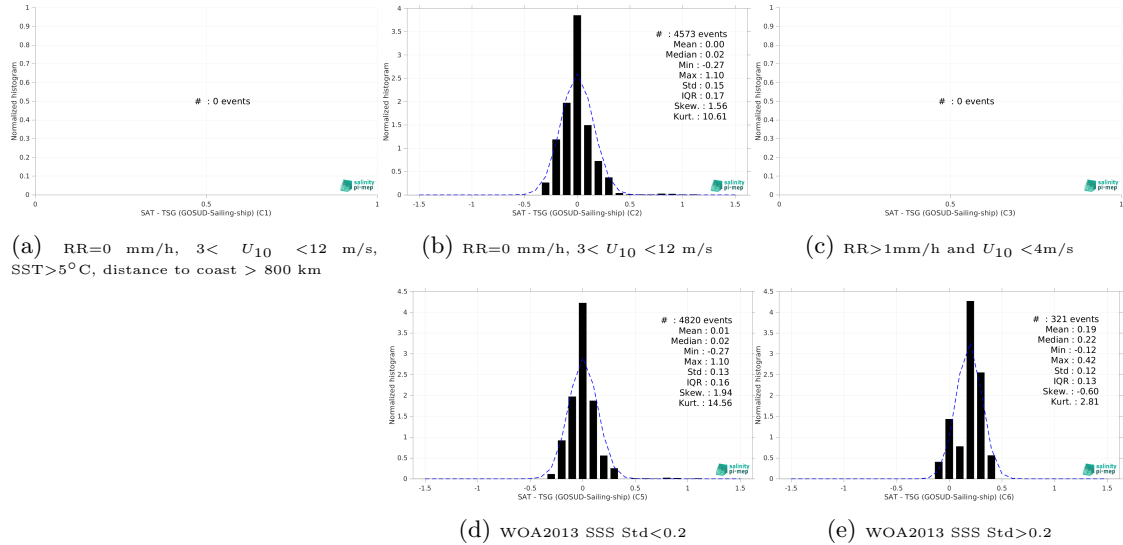 1
0.9
0.8
0.7
0.6
0.5
0.4
0.3
0.2
0.1
0
Normalized histogram
# : 0 events
salinity
pi-mep
0 0.5 1
SAT - TSG (GOSUD-Sailing-ship) (C1)
(a) RR=0 mm/h, 3< U10 <12 m/s,
SST>5°C, distance to coast > 800 km
4
3.5
3
2.5
2
1.5
1
0.5
0
Normalized histogram
# : 4573 events
Mean : 0.00
Median : 0.02
Min : -0.27
Max : 1.10
Std : 0.15
IQR : 0.17
Skew. : 1.56
Kurt. : 10.61
salinity
pi-mep
-1.5 -1 -0.5 0 0.5 1 1.5
SAT - TSG (GOSUD-Sailing-ship) (C2)
(b) RR=0 mm/h, 3< U10 <12 m/s
1
0.9
0.8
0.7
0.6
0.5
0.4
0.3
0.2
0.1
0
Normalized histogram
# : 0 events
salinity
pi-mep
0 0.5 1
SAT - TSG (GOSUD-Sailing-ship) (C3)
(c) RR>1mm/h and U10 <4m/s
4.5
4
3.5
3
2.5
2
1.5
1
0.5
0
Normalized histogram
# : 4820 events
Mean : 0.01
Median : 0.02
Min : -0.27
Max : 1.10
Std : 0.13
IQR : 0.16
Skew. : 1.94
Kurt. : 14.56
salinity
pi-mep
-1.5 -1 -0.5 0 0.5 1 1.5
SAT - TSG (GOSUD-Sailing-ship) (C5)
(d) WOA2013 SSS Std<0.2
4.5
4
3.5
3
2.5
2
1.5
1
0.5
0
Normalized histogram
# : 321 events
Mean : 0.19
Median : 0.22
Min : -0.12
Max : 0.42
Std : 0.12
IQR : 0.13
Skew. : -0.60
Kurt. : 2.81
salinity
pi-mep
-1.5 -1 -0.5 0 0.5 1 1.5
SAT - TSG (GOSUD-Sailing-ship) (C6)
(e) WOA2013 SSS Std>0.2